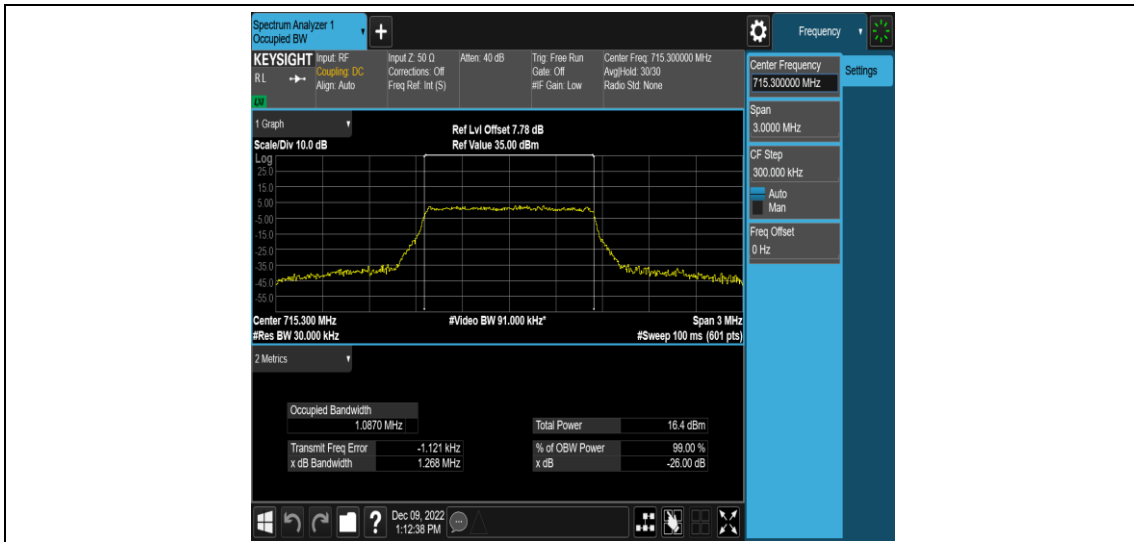 Spectrum Analyzer 1
Occupied BW
+
Frequency
KEYSIGHT
RL
LXI
Input: RF
Coupling: DC
Align: Auto
Input Z: 50 Ω
Corrections: Off
Freq Ref: Int (S)
Atten: 40 dB
Trig: Free Run
Gate: Off
#IF Gain: Low
Center Freq: 715.300000 MHz
Avg|Hold: 30/30
Radio Std: None
Center Frequency
715.300000 MHz
Settings
Span
3.0000 MHz
CF Step
300.000 kHz
Auto
Man
Freq Offset
0 Hz
1 Graph
Scale/Div 10.0 dB
Ref Lvl Offset 7.78 dB
Ref Value 35.00 dBm
Log
25.0
15.0
5.00
-5.00
-15.0
-25.0
-35.0
-45.0
-55.0
Center 715.300 MHz
#Video BW 91.000 kHz*
Span 3 MHz
#Res BW 30.000 kHz
#Sweep 100 ms (601 pts)
2 Metrics
Occupied Bandwidth
1.0870 MHz
Total Power 16.4 dBm
Transmit Freq Error -1.121 kHz
% of OBW Power 99.00 %
x dB Bandwidth 1.268 MHz
x dB -26.00 dB
?
Dec 09, 2022
1:12:38 PM